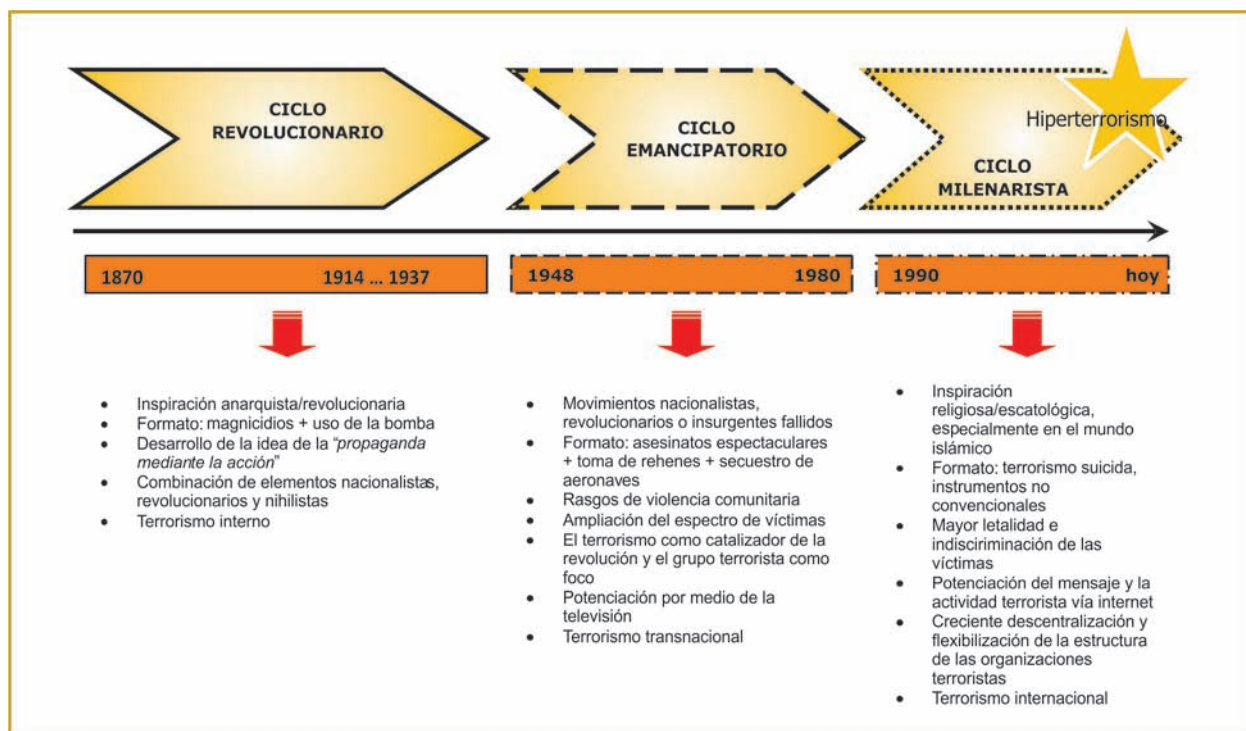 CICLO
REVOLUCIONARIO
CICLO
EMANCIPATORIO
Hiperterrorismo
CICLO
MILENARISTA
1870 1914 ... 1937
1948 1980
1990 hoy
• Inspiración anarquista/revolucionaria
• Formato: magnicidios + uso de la bomba
• Desarrollo de la idea de la “propaganda
mediante la acción”
• Combinación de elementos nacionalistas,
revolucionarios y nihilistas
• Terrorismo interno
• Movimientos nacionalistas,
revolucionarios o insurgentes fallidos
• Formato: asesinatos espectaculares
+ toma de rehenes + secuestro de
aeronaves
• Rasgos de violencia comunitaria
• Ampliación del espectro de víctimas
• El terrorismo como catalizador de la
revolución y el grupo terrorista como
foco
• Potenciación por medio de la
televisión
• Terrorismo transnacional
• Inspiración
religiosa/escatológica,
especialmente en el mundo
islámico
• Formato: terrorismo suicida,
instrumentos no
convencionales
• Mayor letalidad e
indisciriminación de las
víctimas
• Potenciación del mensaje y la
actividad terrorista vía internet
• Creciente descentralización y
flexibilización de la estructura
de las organizaciones
terroristas
• Terrorismo internacional